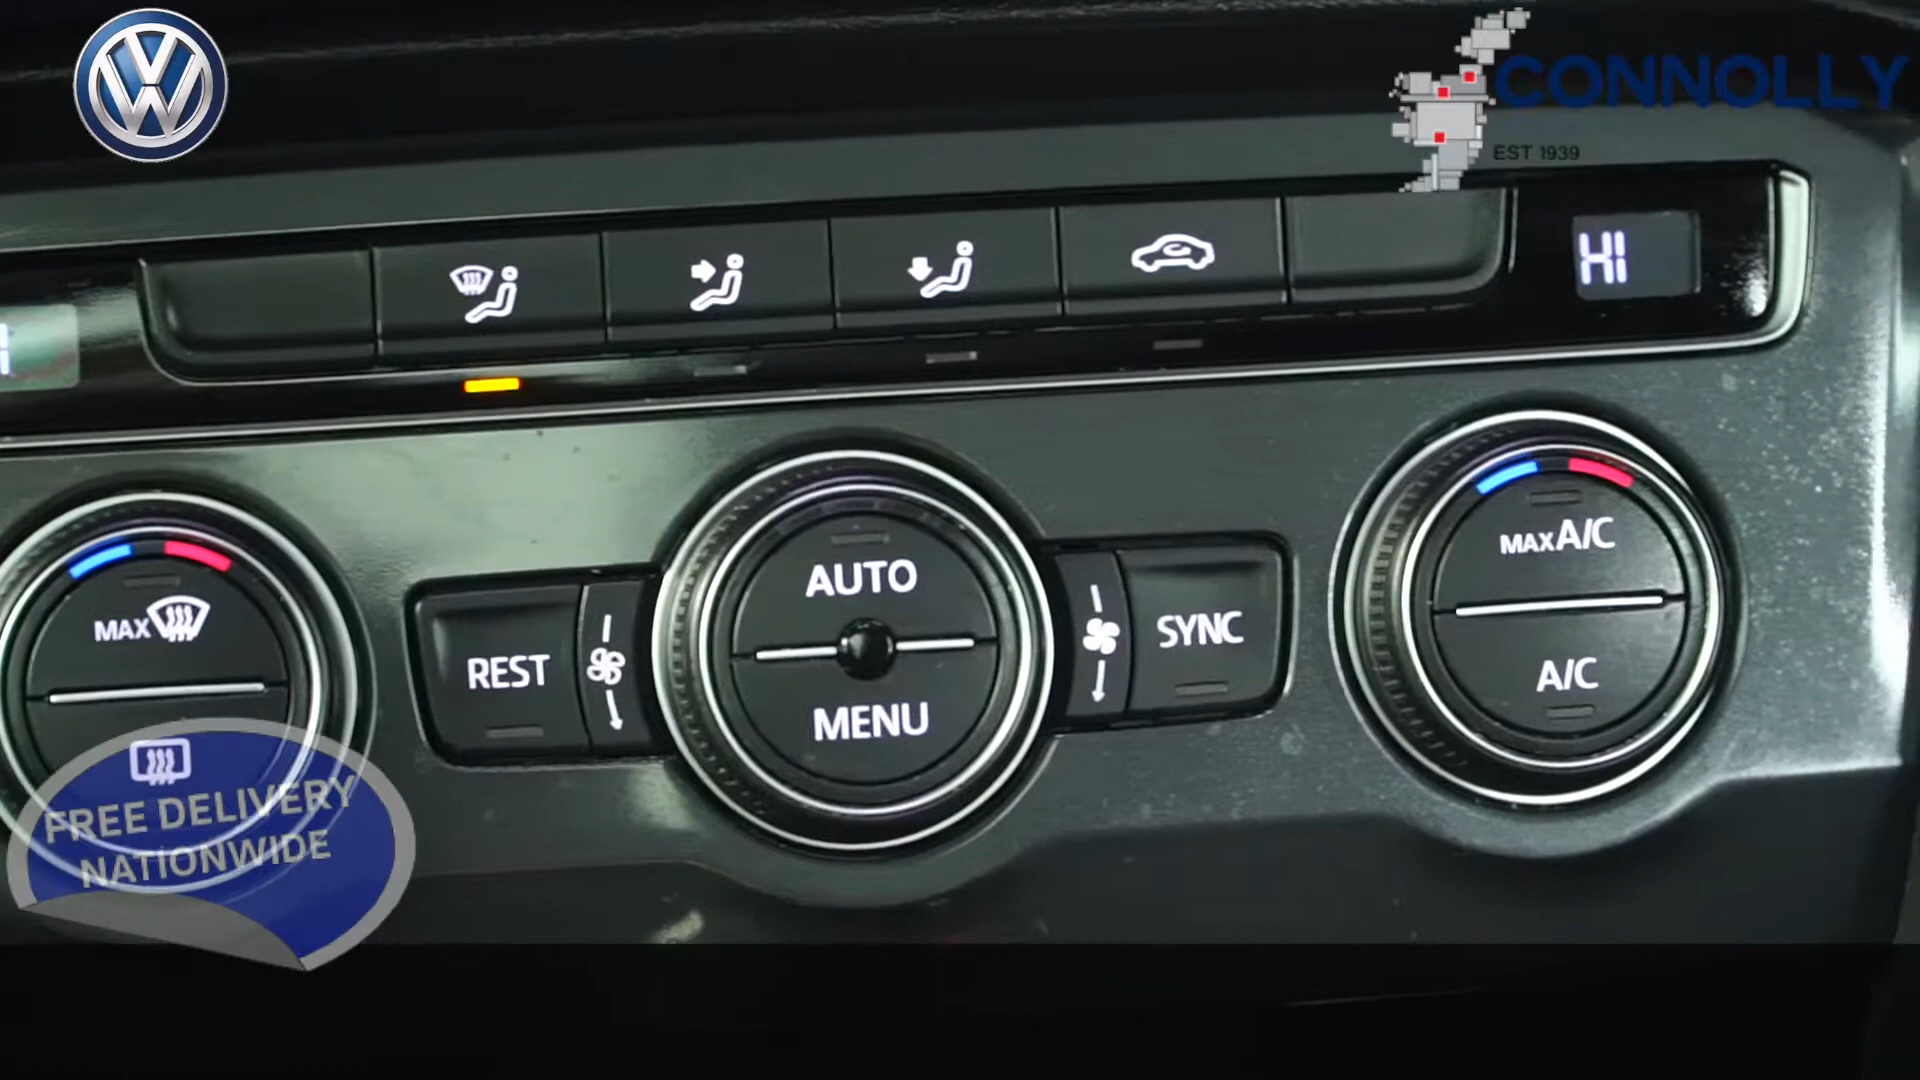 CONNOLLY
EST 1939
HI
AUTO
MAX A/C
MAX
REST
SYNC
A/C
MENU
FREE DELIVERY
NATIONWIDE